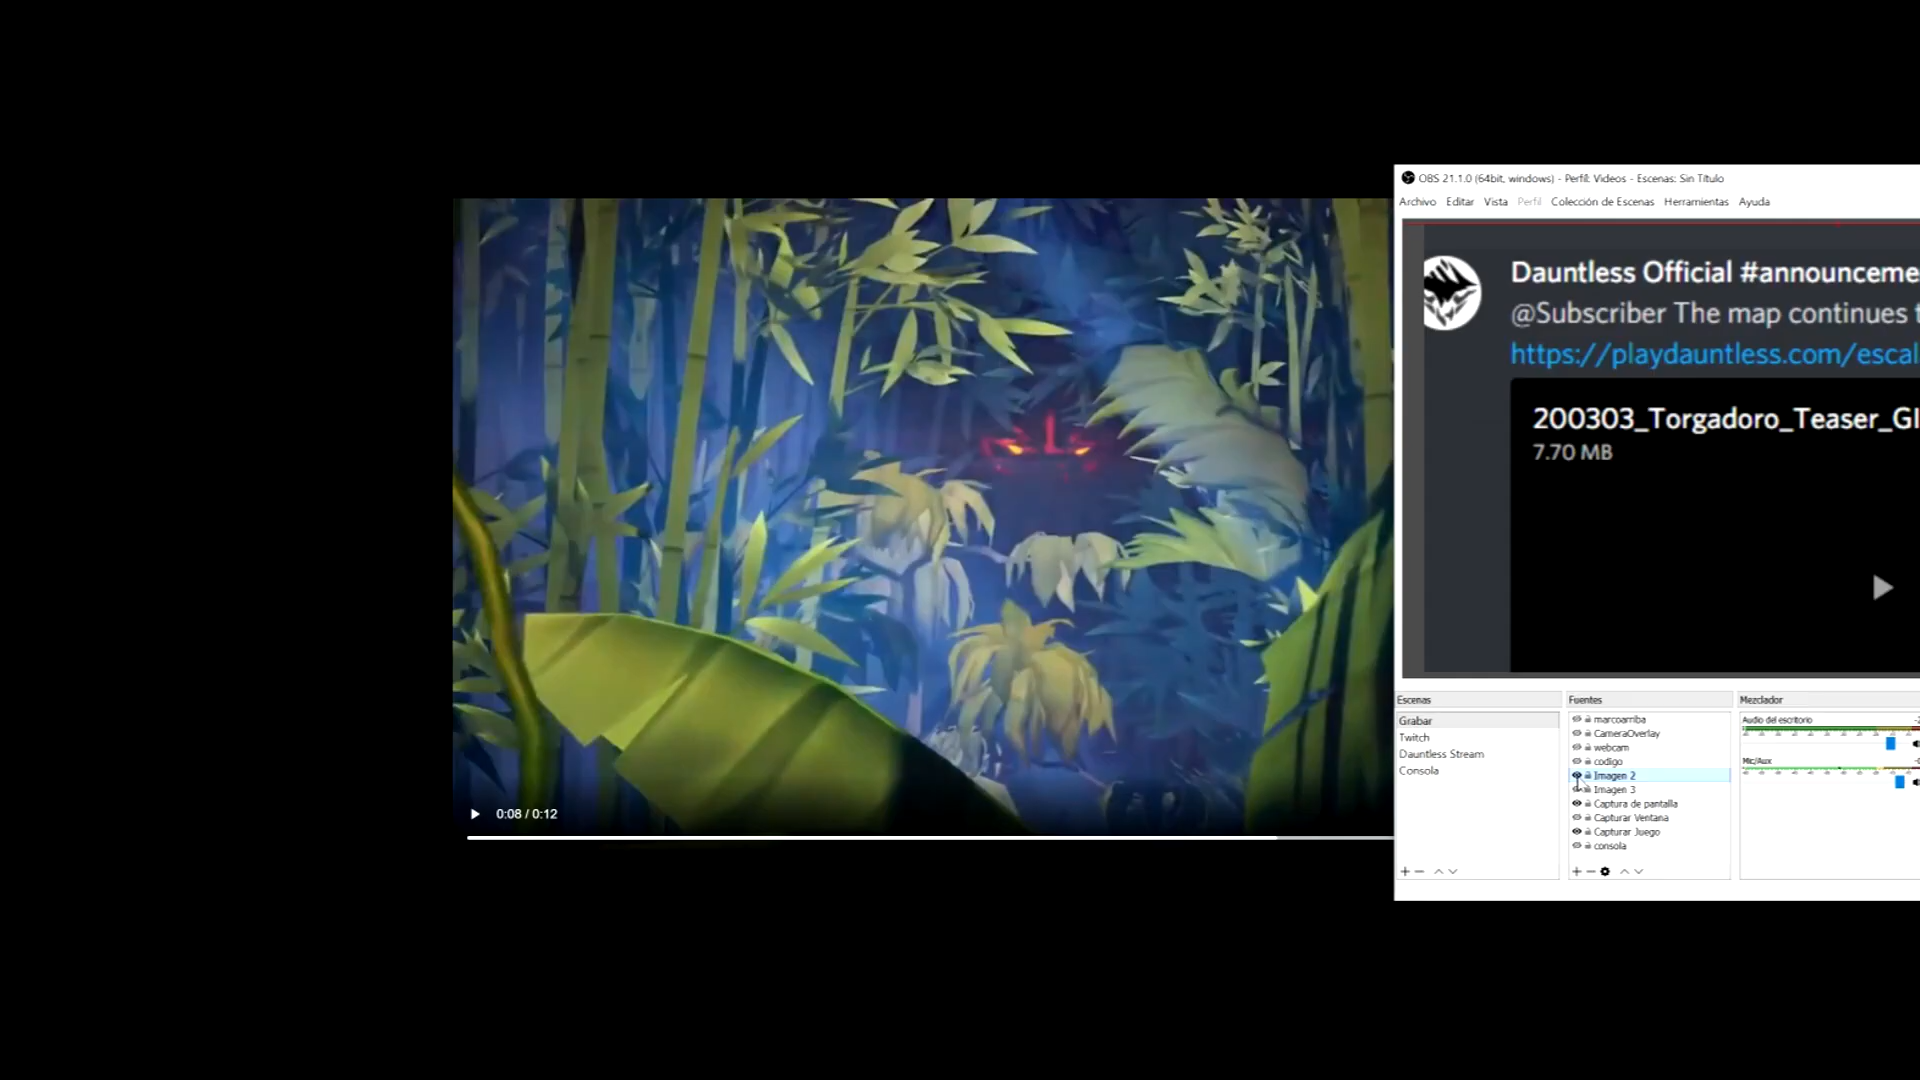 OBS 21.1.0 (64bit, windows) - Perfil: Videos - Escenas: Sin Título
Archivo Editar Vista Perfil Colección de Escenas Herramientas Ayuda
Dauntless Official #announceme
@Subscriber The map continues t
https://playdauntless.com/escal
200303_Torgadoro_Teaser_GI
7.70 MB
0:08 / 0:12
Escenas
Grabar
Twitch
Dauntless Stream
Consola
Fuentes
marcoarriba
CameraOverlay
webcam
codigo
Imagen 2
Imagen 3
Captura de pantalla
Capturar Ventana
Capturar Juego
consola
Mezclador
Audio del escritorio
Mic/Aux